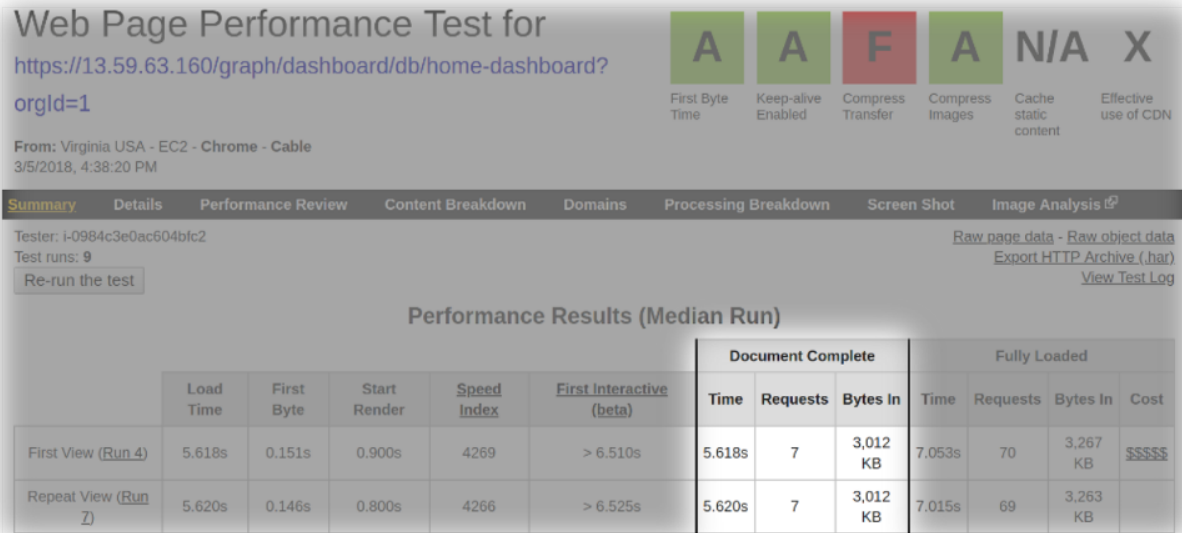 Web Page Performance Test for
https://13.59.63.160/graph/dashboard/db/home-dashboard?
orgId=1
From: Virginia USA - EC2 - Chrome - Cable
3/5/2018, 4:38:20 PM
A A F A N/A X
First Byte Time
Keep-alive Enabled
Compress Transfer
Compress Images
Cache static content
Effective use of CDN
Summary Details Performance Review Content Breakdown Domains Processing Breakdown Screen Shot Image Analysis
Tester: i-0984c3e0ac604bfc2
Test runs: 9
Re-run the test
Raw page data - Raw object data
Export HTTP Archive (.har)
View Test Log
Performance Results (Median Run)
Document Complete Fully Loaded
Load Time First Byte Start Render Speed Index First Interactive (beta) Time Requests Bytes In Time Requests Bytes In Cost
First View (Run 4) 5.618s 0.151s 0.900s 4269 > 6.510s 5.618s 7 3,012 KB 7.053s 70 3,267 KB $$$$$
Repeat View (Run 7) 5.620s 0.146s 0.800s 4266 > 6.525s 5.620s 7 3,012 KB 7.015s 69 3,263 KB